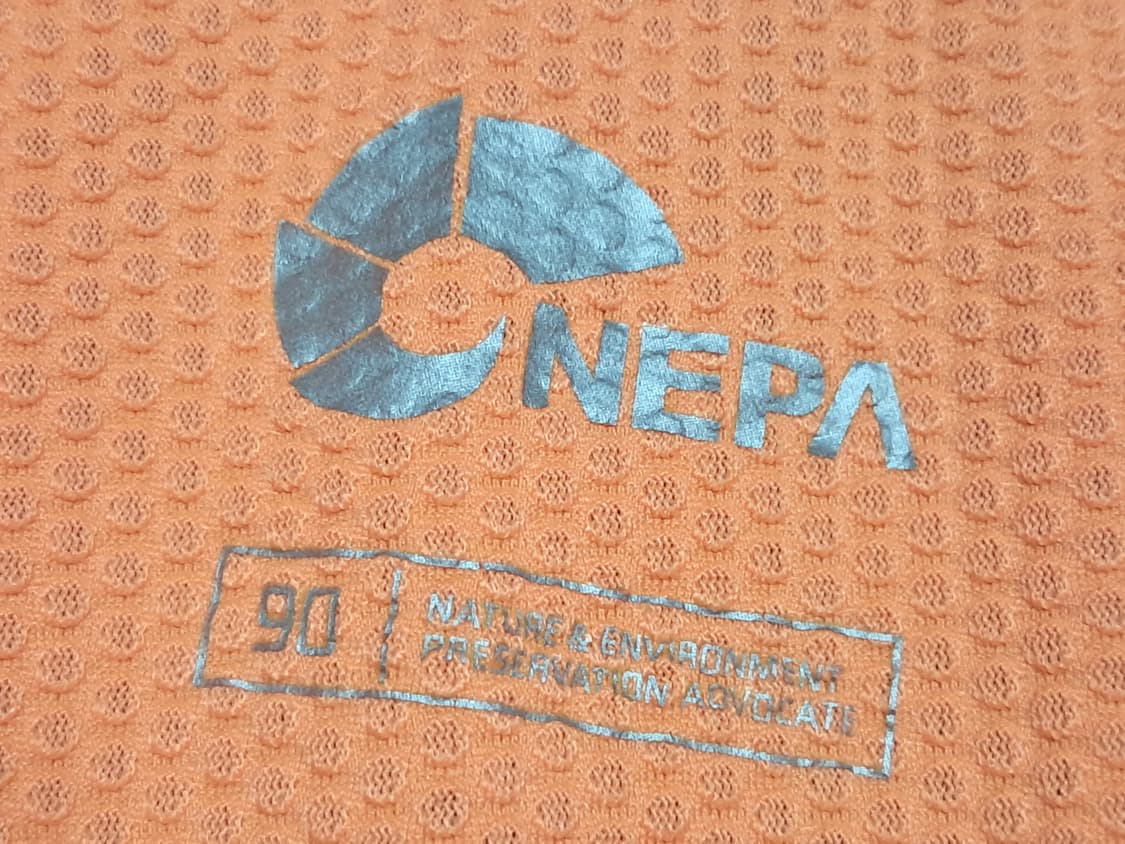 NEPA
90
NATURE & ENVIRONMENT
PRESERVATION ADVOCATE